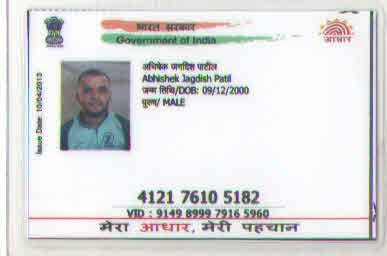 भारत सरकार
Government of India
आधार
Issue Date: 10/04/2013
अभिषेक जगदिश पाटील
Abhishek Jagdish Patil
जन्म तिथि/DOB: 09/12/2000
पुरुष/ MALE
4121 7610 5182
VID : 9149 8999 7916 5960
मेरा आधार, मेरी पहचान